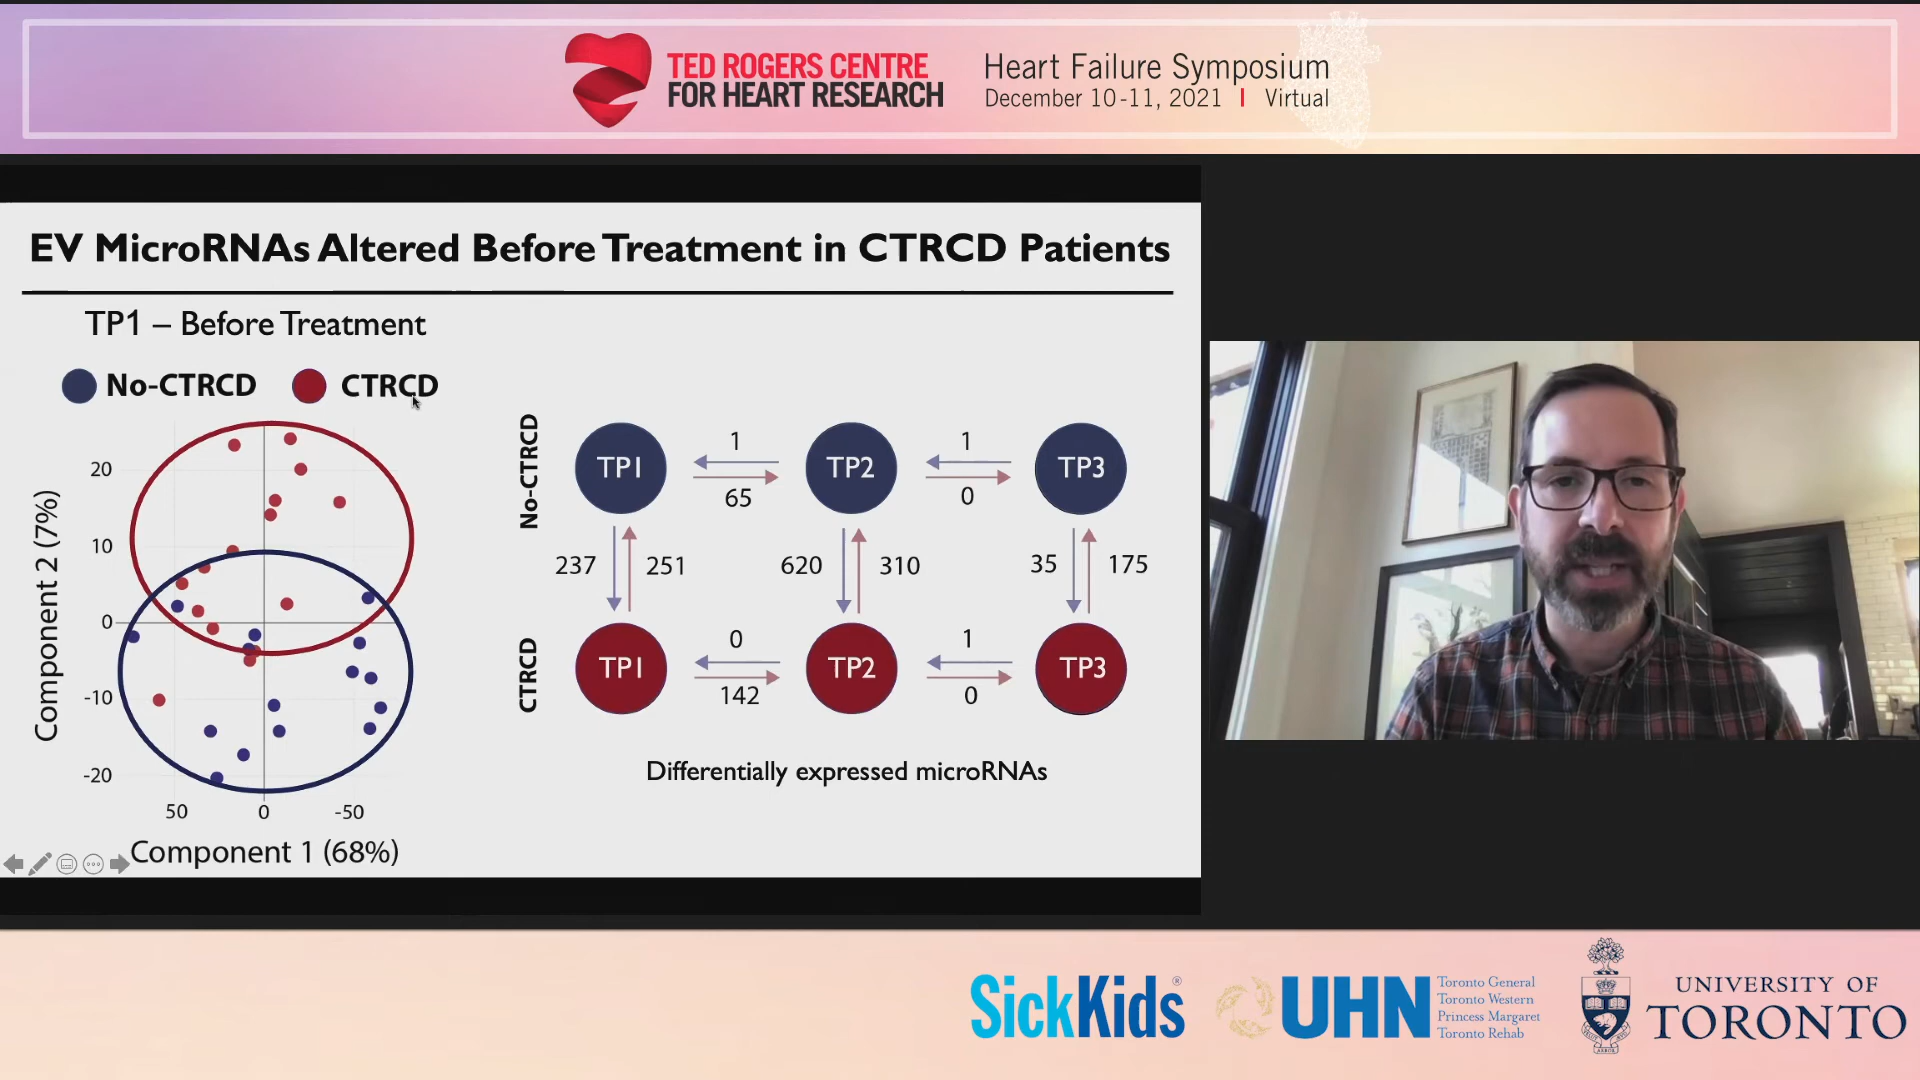 TED ROGERS CENTRE
FOR HEART RESEARCH
Heart Failure Symposium
December 10-11, 2021 | Virtual
EV MicroRNAs Altered Before Treatment in CTRCD Patients
TP1 – Before Treatment
No-CTRCD CTRCD
Component 2 (7%)
20
10
0
-10
-20
50 0 -50
Component 1 (68%)
No-CTRCD
TP1 1 65 TP2 1 0 TP3
237 251 620 310 35 175
CTRCD
TP1 0 142 TP2 1 0 TP3
Differentially expressed microRNAs
SickKids®
UHN
Toronto General
Toronto Western
Princess Margaret
Toronto Rehab
UNIVERSITY OF
TORONTO